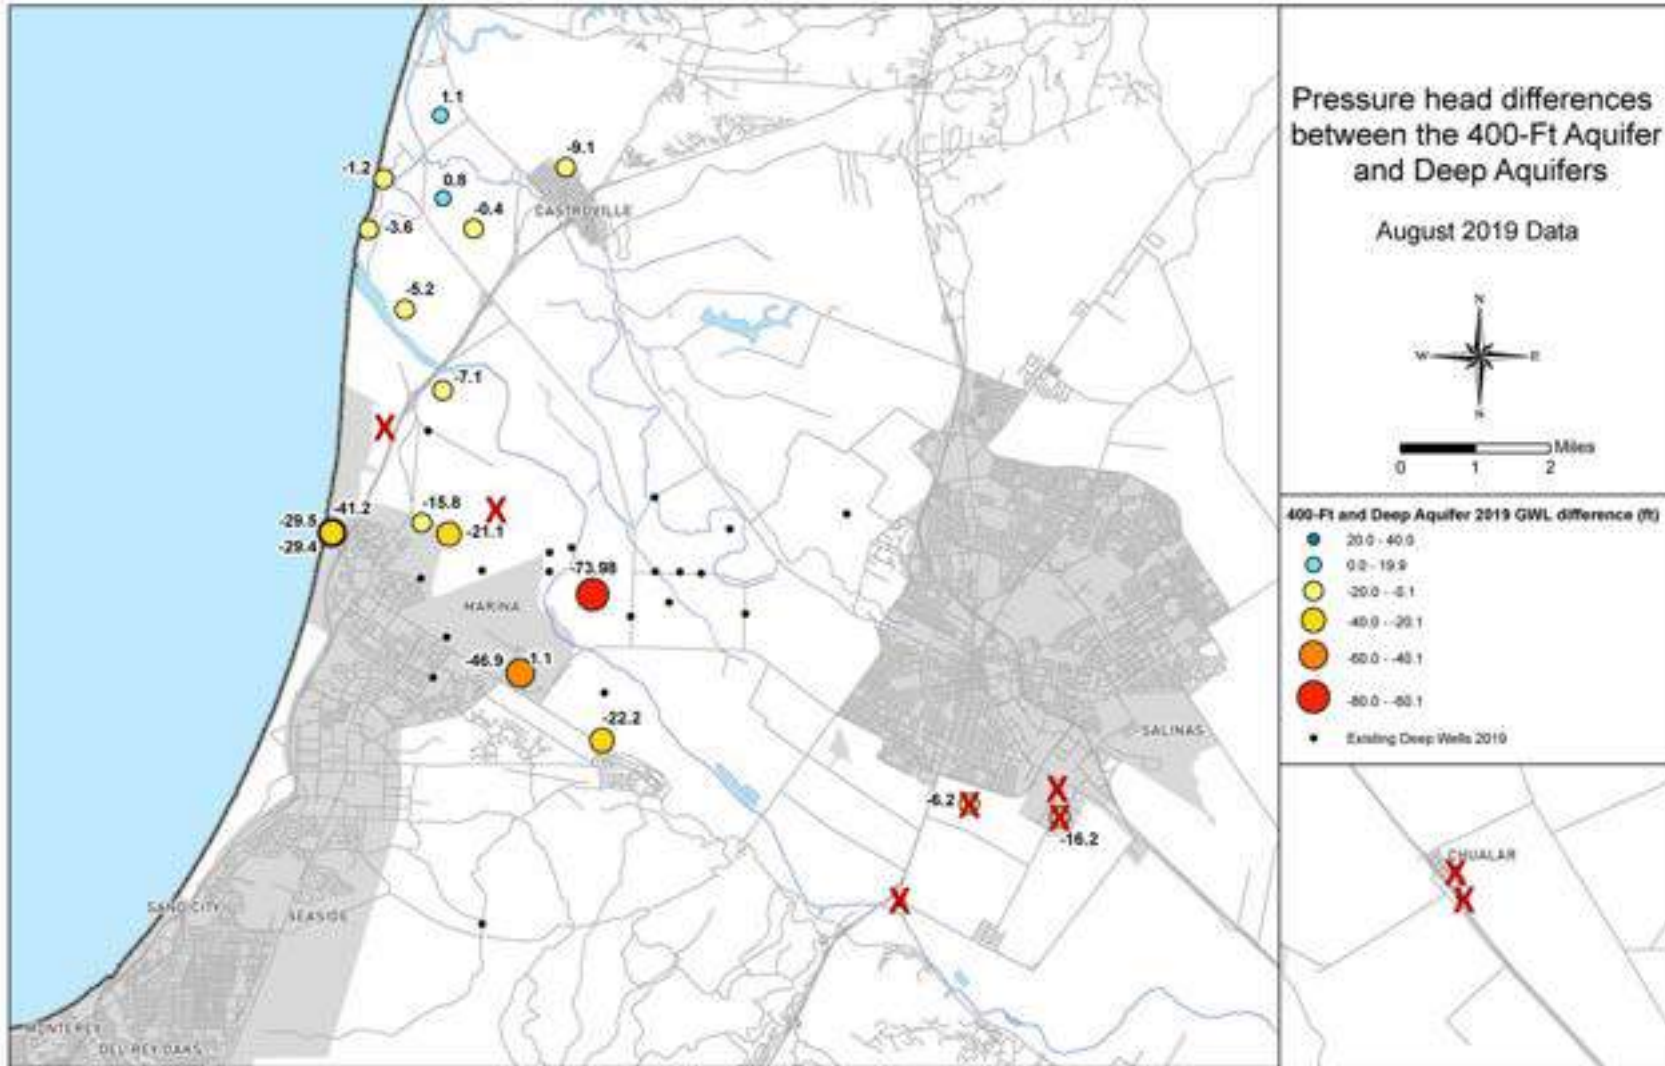 Pressure head differences
between the 400-Ft Aquifer
and Deep Aquifers
August 2019 Data
N
W
E
S
Miles
0 1 2
400-Ft and Deep Aquifer 2019 GWL difference (ft)
20.0 - 40.0
0.0 - 19.9
-20.0 - -0.1
-40.0 - -20.1
-60.0 - -40.1
-80.0 - -60.1
Existing Deep Wells 2019
1.1
-9.1
-1.2
0.8
CASTROVILLE
-0.4
-3.6
-5.2
-7.1
X
-15.8
X
-41.2
-29.5
-29.4
-21.1
-73.98
MARINA
-46.9
1.1
-22.2
SALINAS
X
-6.2
X
X
-16.2
X
CHUALAR
X
X
SAND CITY
SEASIDE
MONTEREY
DEL REY OAKS